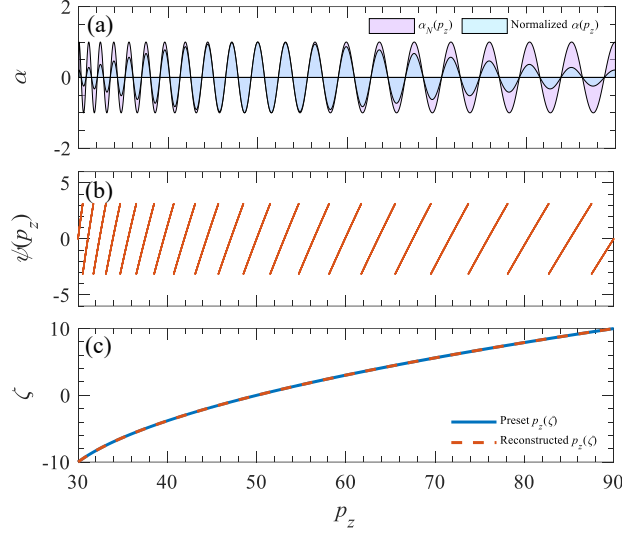 (a)
α_N(p_z) Normalized α(p_z)
2
0
-2
α
(b)
5
0
-5
ψ(p_z)
(c)
10
0
-10
ζ
Preset p_z(ζ)
Reconstructed p_z(ζ)
30 40 50 60 70 80 90
p_z